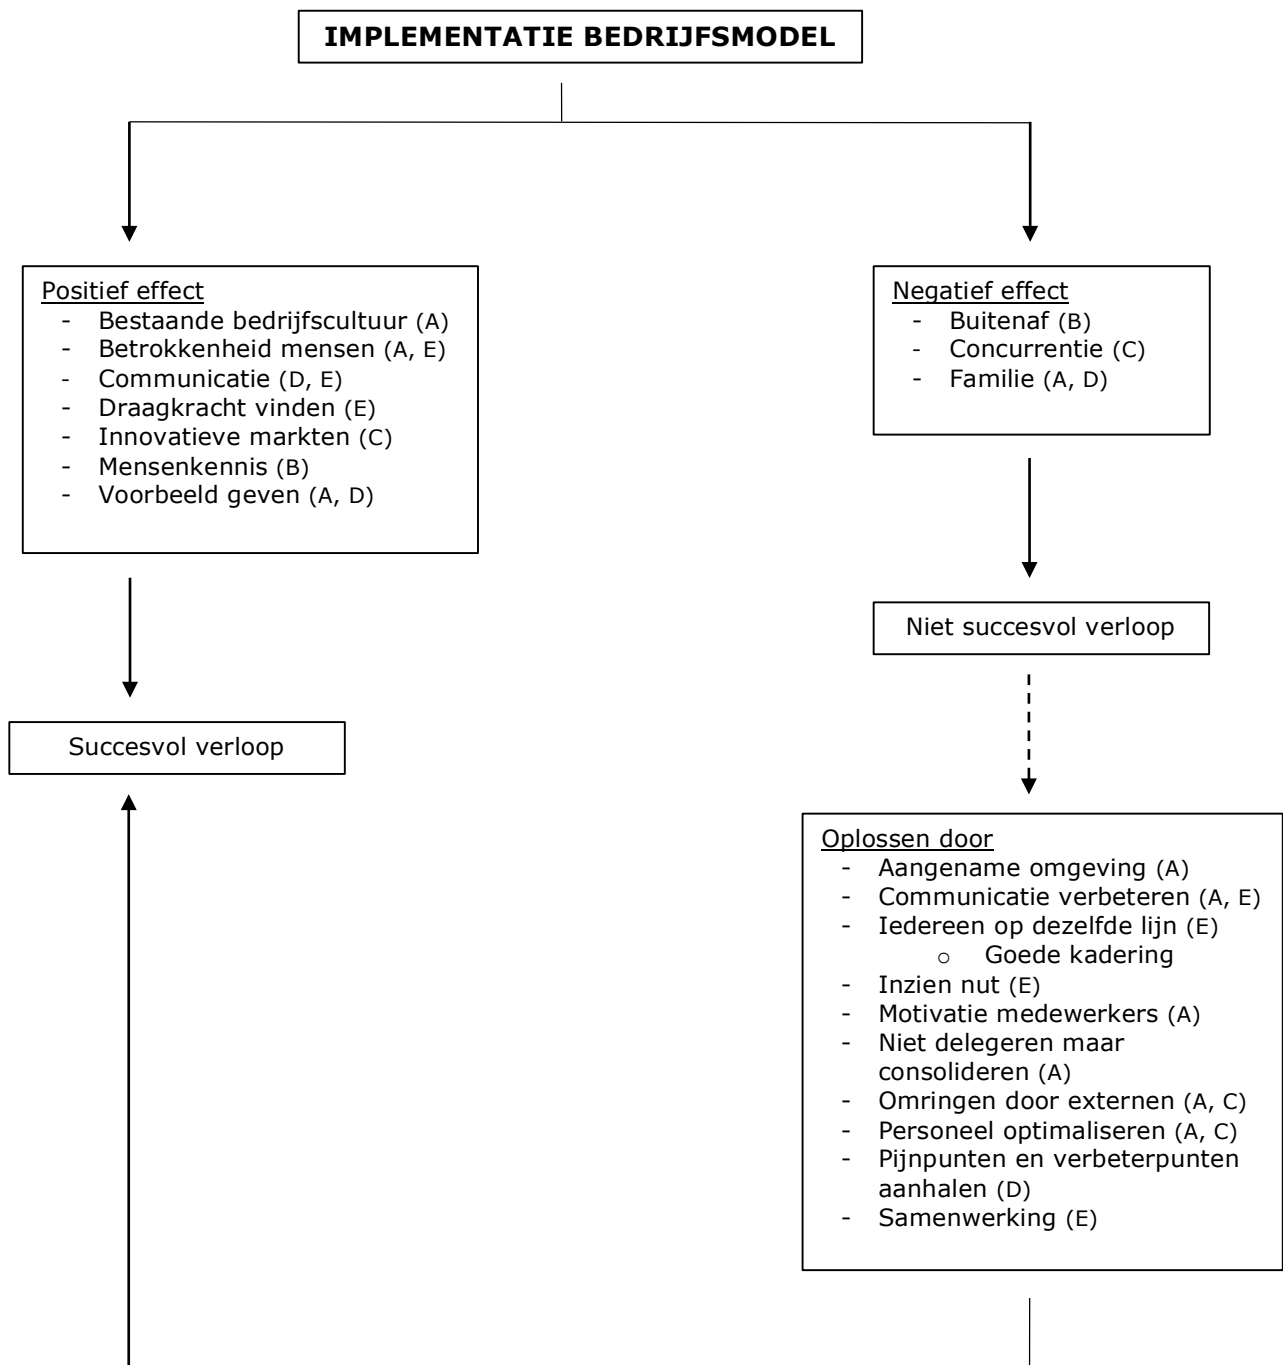 IMPLEMENTATIE BEDRIJFSMODEL
Positief effect
- Bestaande bedrijfscultuur (A)
- Betrokkenheid mensen (A, E)
- Communicatie (D, E)
- Draagkracht vinden (E)
- Innovatieve markten (C)
- Mensenkennis (B)
- Voorbeeld geven (A, D)
Succesvol verloop
Negatief effect
- Buitenaf (B)
- Concurrentie (C)
- Familie (A, D)
Niet succesvol verloop
Oplossen door
- Aangename omgeving (A)
- Communicatie verbeteren (A, E)
- Iedereen op dezelfde lijn (E)
o Goede kadering
- Inzien nut (E)
- Motivatie medewerkers (A)
- Niet delegeren maar
consolideren (A)
- Omringen door externen (A, C)
- Personeel optimaliseren (A, C)
- Pijnpunten en verbeterpunten
aanhalen (D)
- Samenwerking (E)